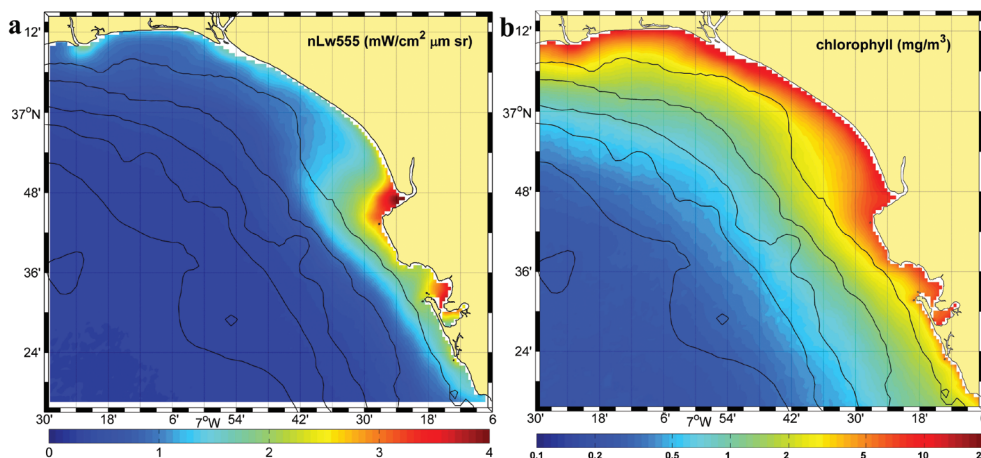 a
nLw555 (mW/cm² µm sr)
12'
37°N
48'
36'
24'
30' 18' 6' 7°W 54' 42' 30' 18' 6
0 1 2 3 4
b
chlorophyll (mg/m³)
12'
37°N
48'
36'
24'
30' 18' 6' 7°W 54' 42' 30' 18'
0.1 0.2 0.5 1 2 5 10 2